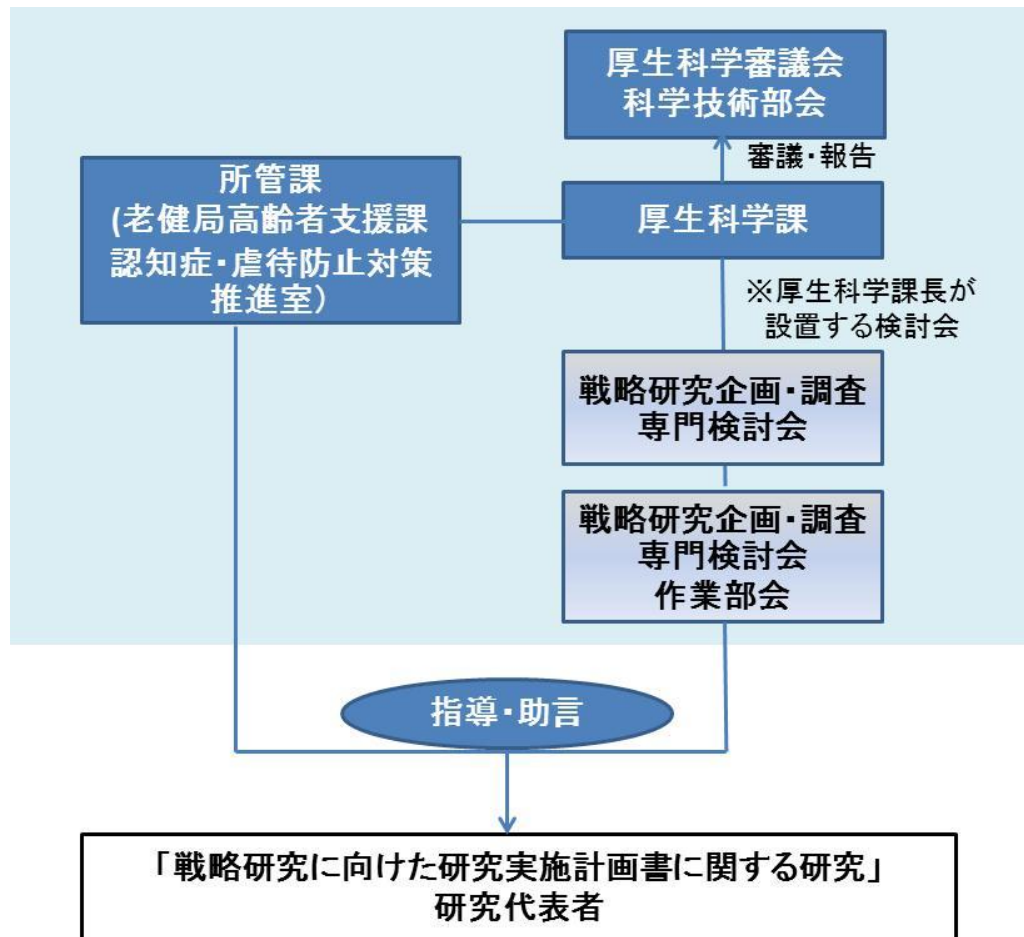 厚生科学審議会
科学技術部会
審議・報告
所管課
(老健局高齢者支援課
認知症・虐待防止対策
推進室)
厚生科学課
※厚生科学課長が
設置する検討会
戦略研究企画・調査
専門検討会
戦略研究企画・調査
専門検討会
作業部会
指導・助言
「戦略研究に向けた研究実施計画書に関する研究」
研究代表者